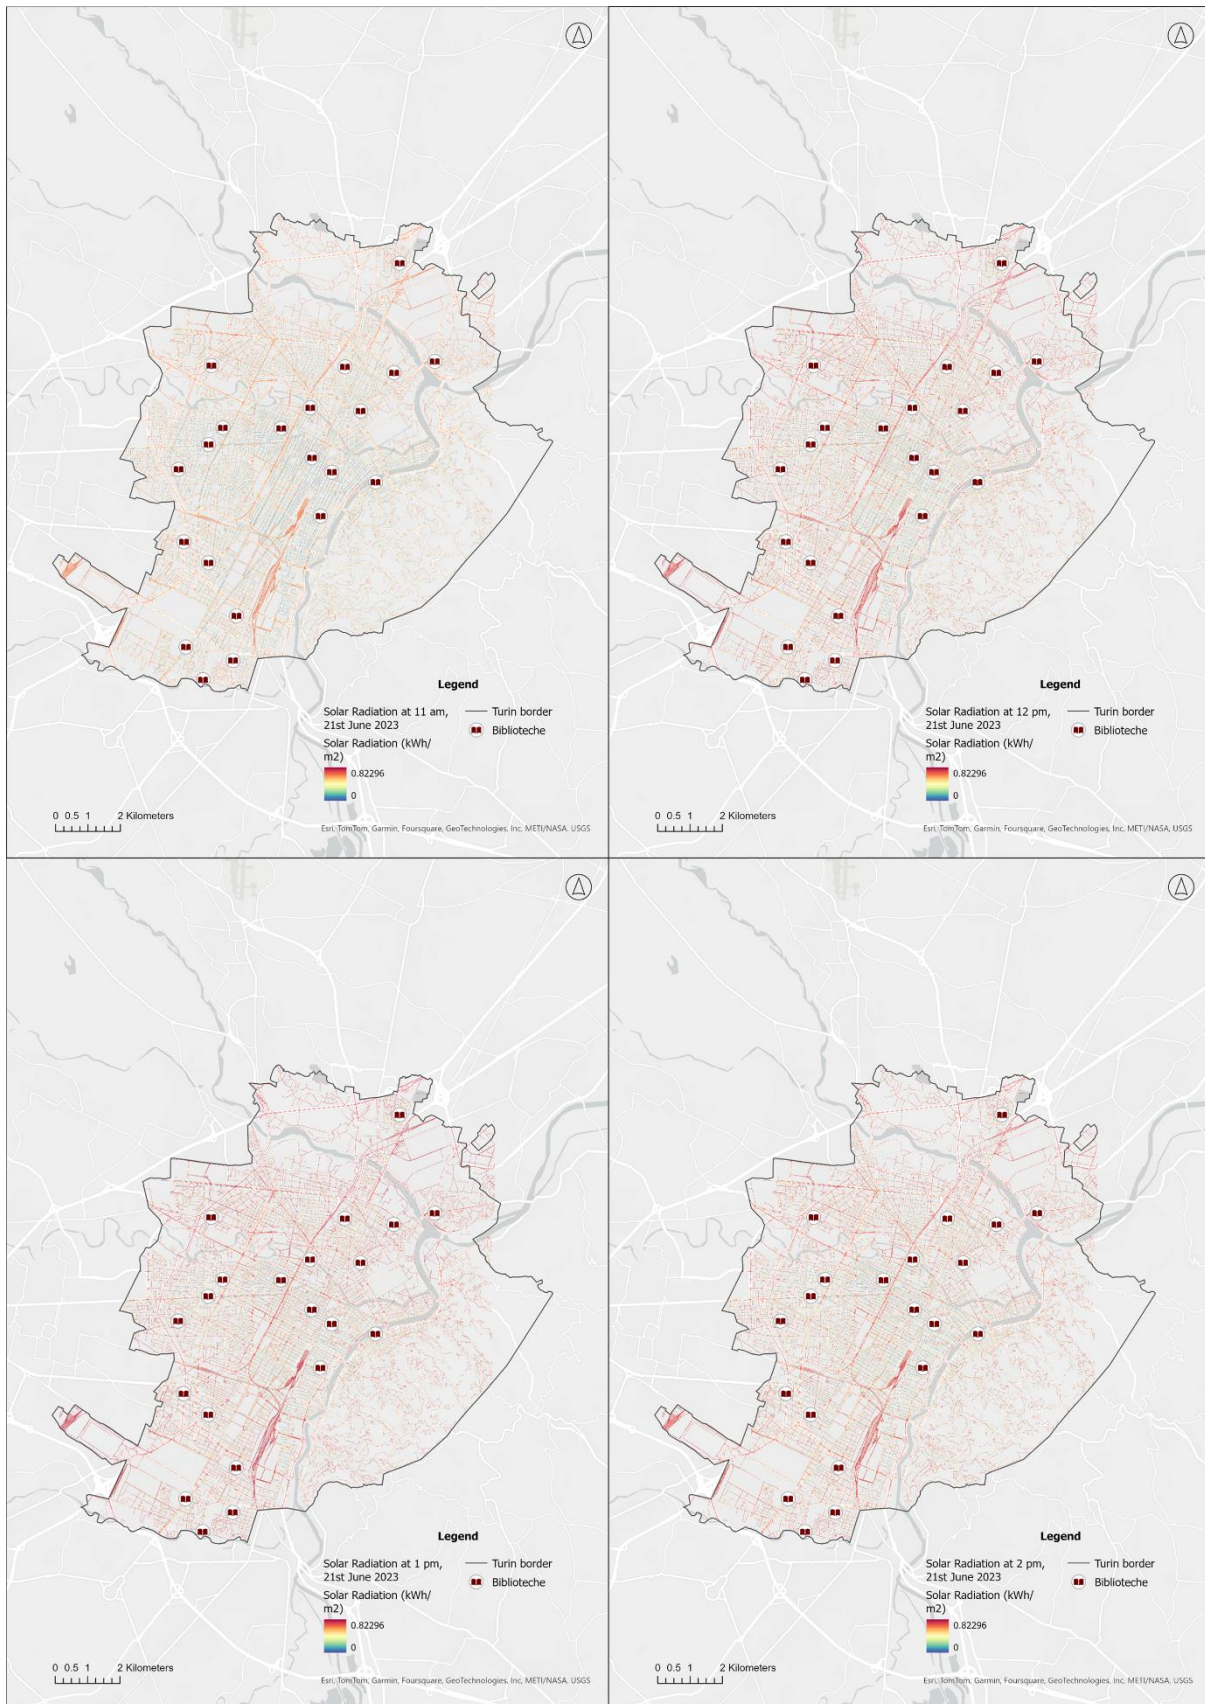 Legend
Solar Radiation at 11 am,
21st June 2023
Solar Radiation (kWh/
m2)
0.82296
0
Turin border
Biblioteche
0 0.5 1 2 Kilometers
Esri, TomTom, Garmin, Foursquare, GeoTechnologies, Inc, METI/NASA, USGS
Legend
Solar Radiation at 12 pm,
21st June 2023
Solar Radiation (kWh/
m2)
0.82296
0
Turin border
Biblioteche
0 0.5 1 2 Kilometers
Esri, TomTom, Garmin, Foursquare, GeoTechnologies, Inc, METI/NASA, USGS
Legend
Solar Radiation at 1 pm,
21st June 2023
Solar Radiation (kWh/
m2)
0.82296
0
Turin border
Biblioteche
0 0.5 1 2 Kilometers
Esri, TomTom, Garmin, Foursquare, GeoTechnologies, Inc, METI/NASA, USGS
Legend
Solar Radiation at 2 pm,
21st June 2023
Solar Radiation (kWh/
m2)
0.82296
0
Turin border
Biblioteche
0 0.5 1 2 Kilometers
Esri, TomTom, Garmin, Foursquare, GeoTechnologies, Inc, METI/NASA, USGS